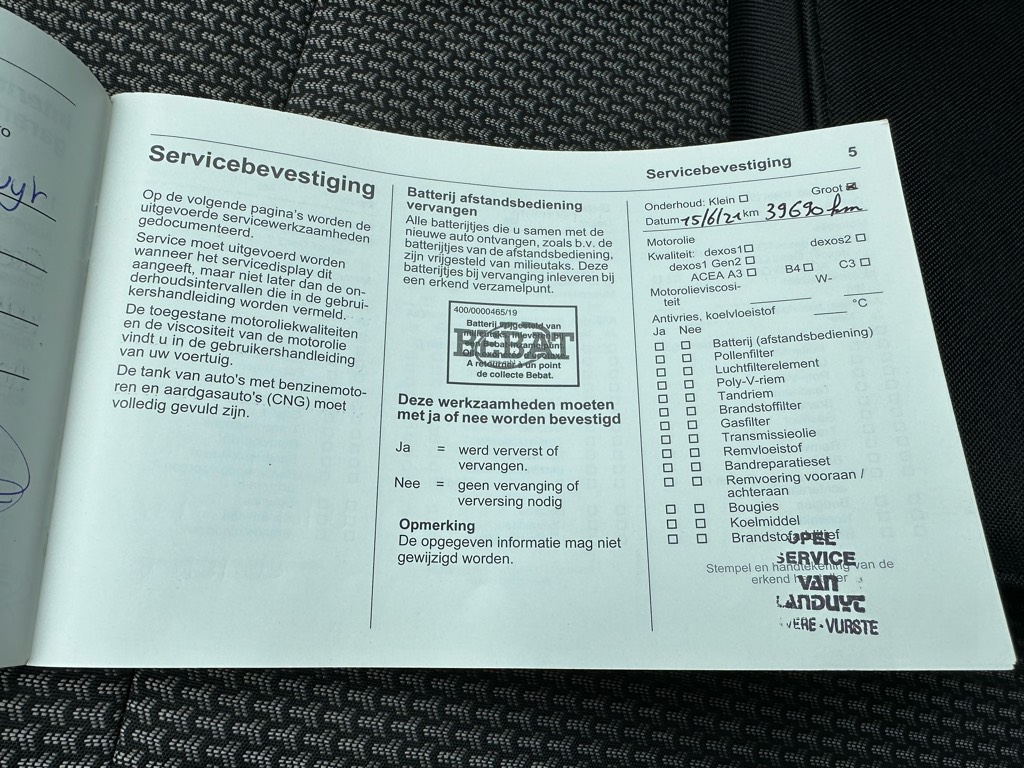 Servicebevestiging
Op de volgende pagina's worden de
uitgevoerde servicewerkzaamheden
gedocumenteerd.
Service moet uitgevoerd worden
wanneer het servicedisplay dit
aangeeft, maar niet later dan de on-
derhoudsintervallen die in de gebrui-
kershandleiding worden vermeld.
De toegestane motoroliekwaliteiten
en de viscositeit van de motorolie
vindt u in de gebruikershandleiding
van uw voertuig.
De tank van auto's met benzinemoto-
ren en aardgasauto's (CNG) moet
volledig gevuld zijn.
Batterij afstandsbediening
vervangen
Alle batterijtjes die u samen met de
nieuwe auto ontvangen, zoals b.v. de
batterijtjes van de afstandsbediening,
zijn vrijgesteld van milieutaks. Deze
batterijtjes bij vervanging inleveren bij
een erkend verzamelpunt.
400/0000465/19
BEBAT
A retourner à un point
de collecte Bebat.
Deze werkzaamheden moeten
met ja of nee worden bevestigd
Ja = werd ververst of
vervangen.
Nee = geen vervanging of
verversing nodig
Opmerking
De opgegeven informatie mag niet
gewijzigd worden.
Servicebevestiging 5
Onderhoud: Klein ☐ Groot ☒
Datum 15/6/21 km 39690 km
Motorolie
Kwaliteit: dexos1 ☐ dexos2 ☐
dexos1 Gen2 ☐
ACEA A3 ☐ B4 ☐ C3 ☐
Motorolieviscosi-
teit W-
Antivries, koelvloeistof °C
Ja Nee
☐ ☐ Batterij (afstandsbediening)
☐ ☐ Pollenfilter
☐ ☐ Luchtfilterelement
☐ ☐ Poly-V-riem
☐ ☐ Tandriem
☐ ☐ Brandstoffilter
☐ ☐ Gasfilter
☐ ☐ Transmissieolie
☐ ☐ Remvloeistof
☐ ☐ Bandreparatieset
☐ ☐ Remvoering vooraan /
achteraan
☐ ☐ Bougies
☐ ☐ Koelmiddel
☐ ☐ Brandstofadditief
Stempel en handtekening van de
erkend
OPEL
SERVICE
VAN
LANDUYT
VURSTE